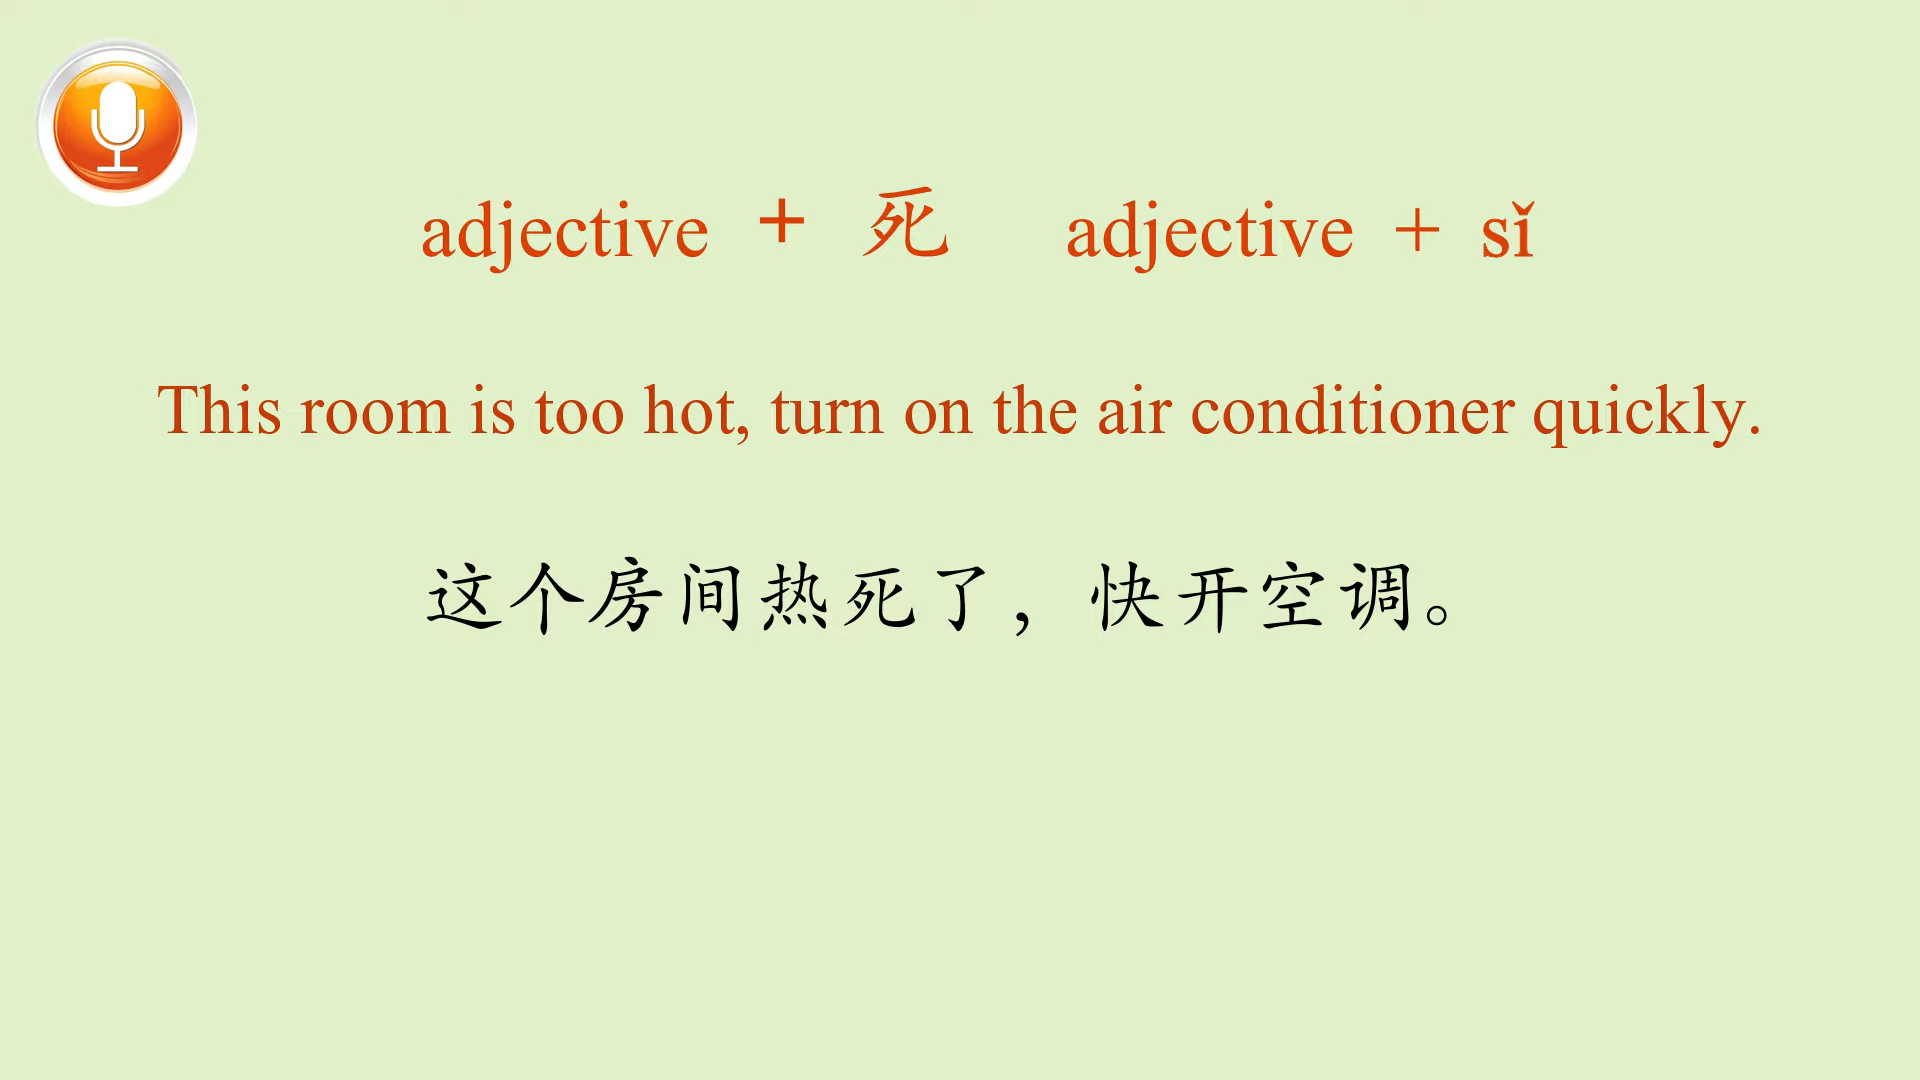 adjective + 死 adjective + sǐ
This room is too hot, turn on the air conditioner quickly.
这个房间热死了，快开空调。